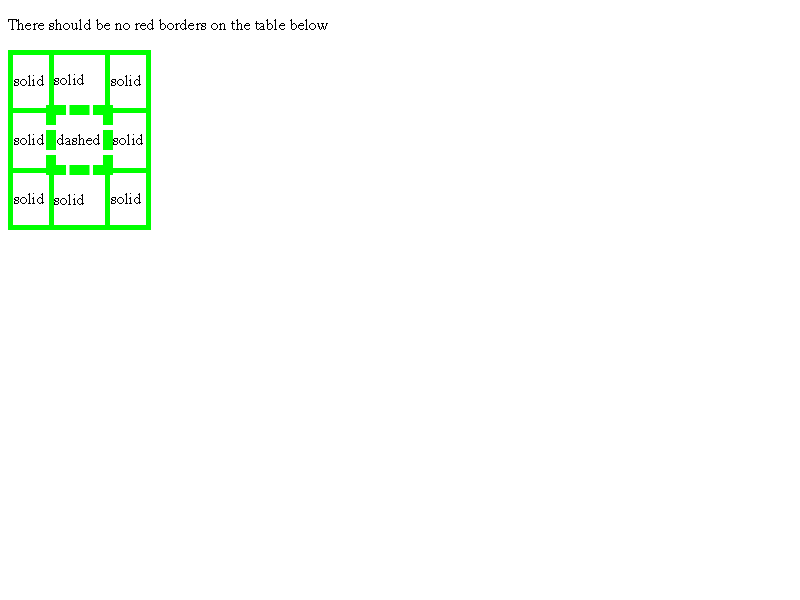 There should be no red borders on the table below
solid solid solid
solid dashed solid
solid solid solid